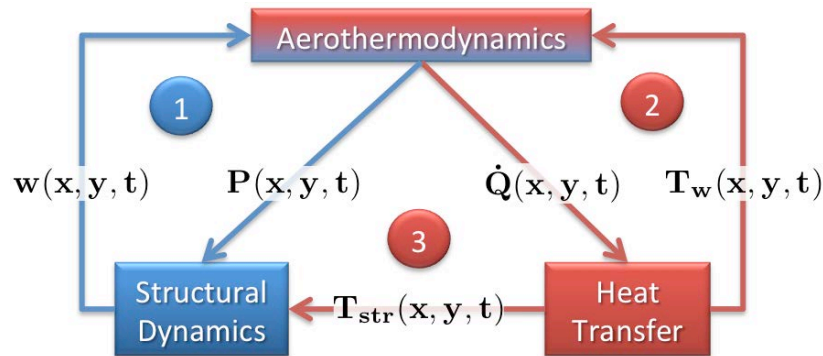 Aerothermodynamics
1
2
w(x, y, t)
P(x, y, t)
Q̇(x, y, t)
T_w(x, y, t)
3
Structural
Dynamics
T_str(x, y, t)
Heat
Transfer